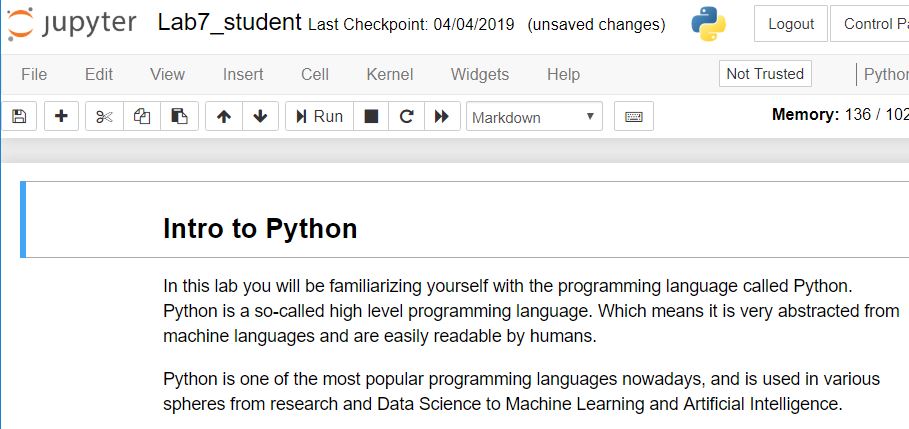 jupyter Lab7_student Last Checkpoint: 04/04/2019 (unsaved changes) Logout Control
File Edit View Insert Cell Kernel Widgets Help Not Trusted Python
Run Markdown Memory: 136 / 102
Intro to Python
In this lab you will be familiarizing yourself with the programming language called Python.
Python is a so-called high level programming language. Which means it is very abstracted from
machine languages and are easily readable by humans.
Python is one of the most popular programming languages nowadays, and is used in various
spheres from research and Data Science to Machine Learning and Artificial Intelligence.